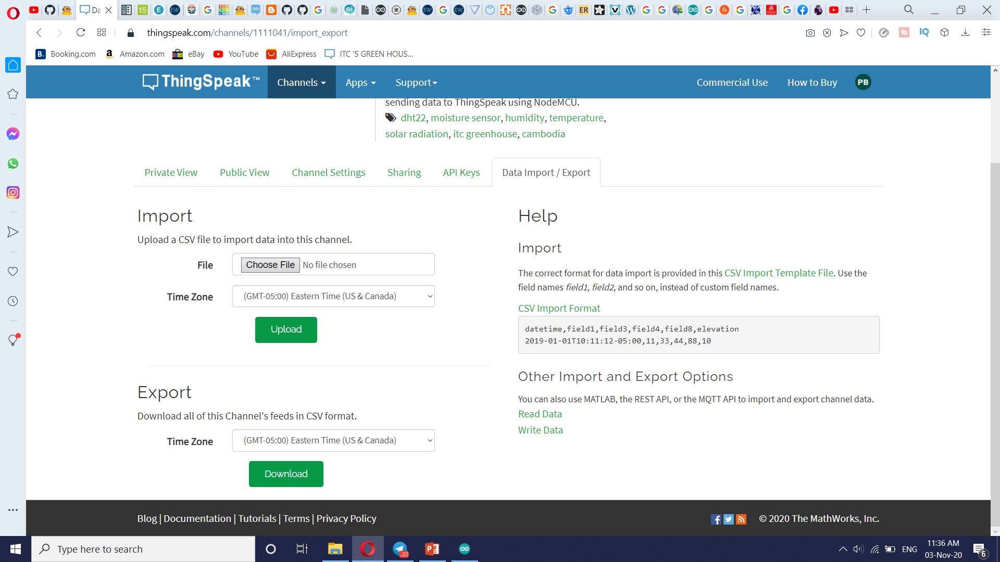 Da
15
EW
EW
EW
ER
EW
thingspeak.com/channels/1111041/import_export
IQ
Booking.com
Amazon.com
eBay
YouTube
AliExpress
ITC 'S GREEN HOUS...
ThingSpeak™
Channels
Apps
Support
Commercial Use
How to Buy
PB
sending data to ThingSpeak using NodeMCU.
dht22, moisture sensor, humidity, temperature,
solar radiation, itc greenhouse, cambodia
Private View
Public View
Channel Settings
Sharing
API Keys
Data Import / Export
Import
Upload a CSV file to import data into this channel.
File
Choose File No file chosen
Time Zone
(GMT-05:00) Eastern Time (US & Canada)
Upload
Export
Download all of this Channel's feeds in CSV format.
Time Zone
(GMT-05:00) Eastern Time (US & Canada)
Download
Help
Import
The correct format for data import is provided in this CSV Import Template File. Use the
field names field1, field2, and so on, instead of custom field names.
CSV Import Format
datetime,field1,field3,field4,field8,elevation
2019-01-01T10:11:12-05:00,11,33,44,88,10
Other Import and Export Options
You can also use MATLAB, the REST API, or the MQTT API to import and export channel data.
Read Data
Write Data
Blog | Documentation | Tutorials | Terms | Privacy Policy
© 2020 The MathWorks, Inc.
Type here to search
..02
ENG
11:36 AM
03-Nov-20
6